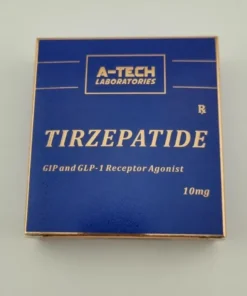 A-TECH
LABORATORIES
℞
TIRZEPATIDE
GIP and GLP-1 Receptor Agonist
10mg